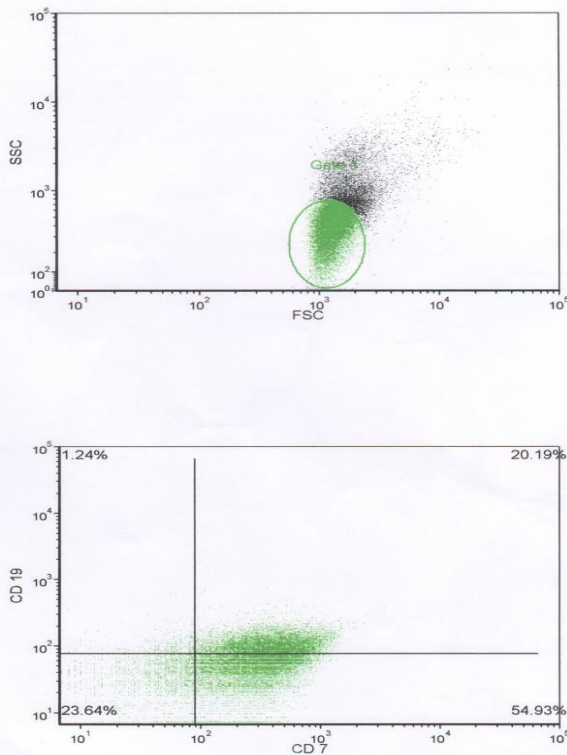 10⁵
10⁴
SSC
Gate 1
10³
10²
10⁰
10¹ 10² 10³ 10⁴ 10⁵
FSC
10⁵
1.24% 20.19%
10⁴
CD 19
10³
10²
10¹
23.64% 54.93%
10¹ 10² 10³ 10⁴ 10⁵
CD 7